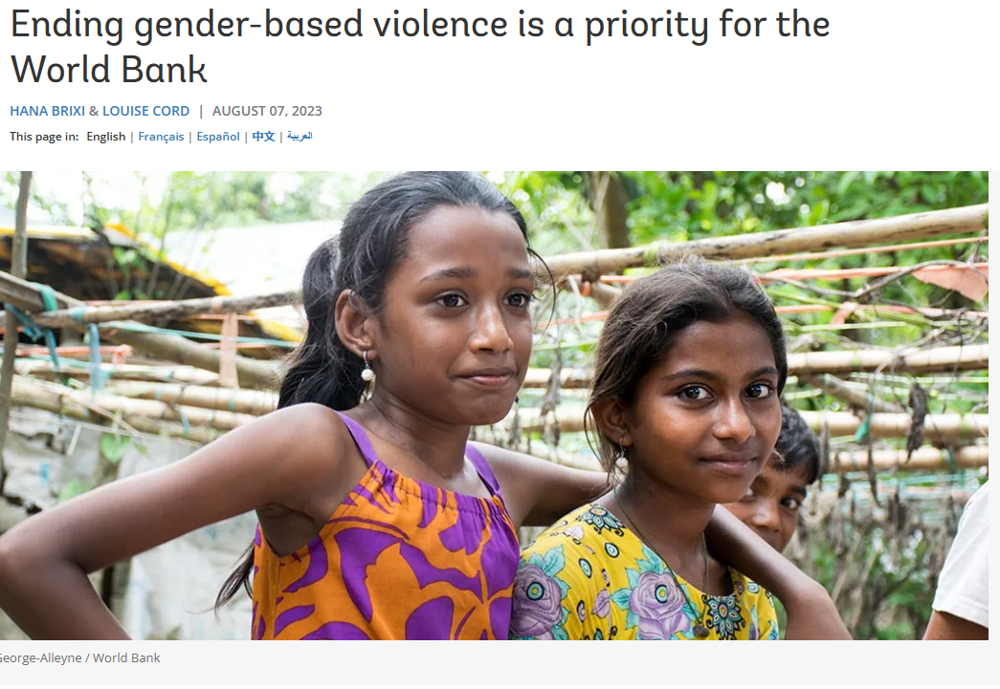 Ending gender-based violence is a priority for the
World Bank
HANA BRIXI & LOUISE CORD | AUGUST 07, 2023
This page in: English | Français | Español | 中文 | العربية
George-Alleyne / World Bank